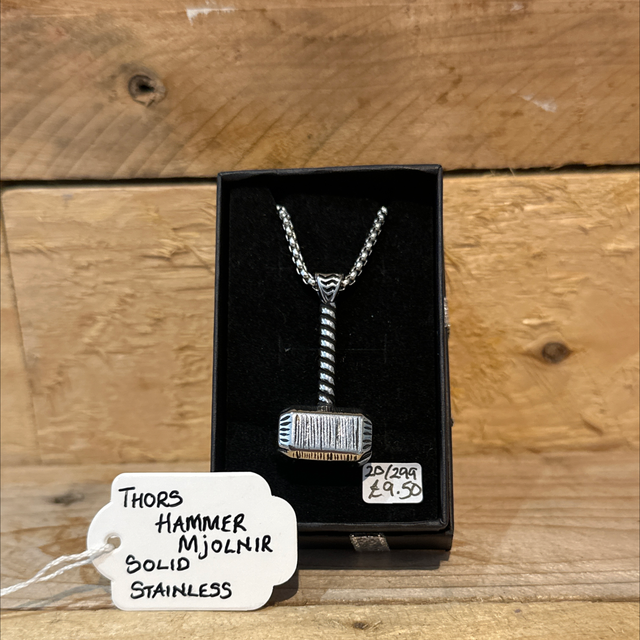 20/299
£9.50
THORS
HAMMER
MJOLNIR
SOLID
STAINLESS